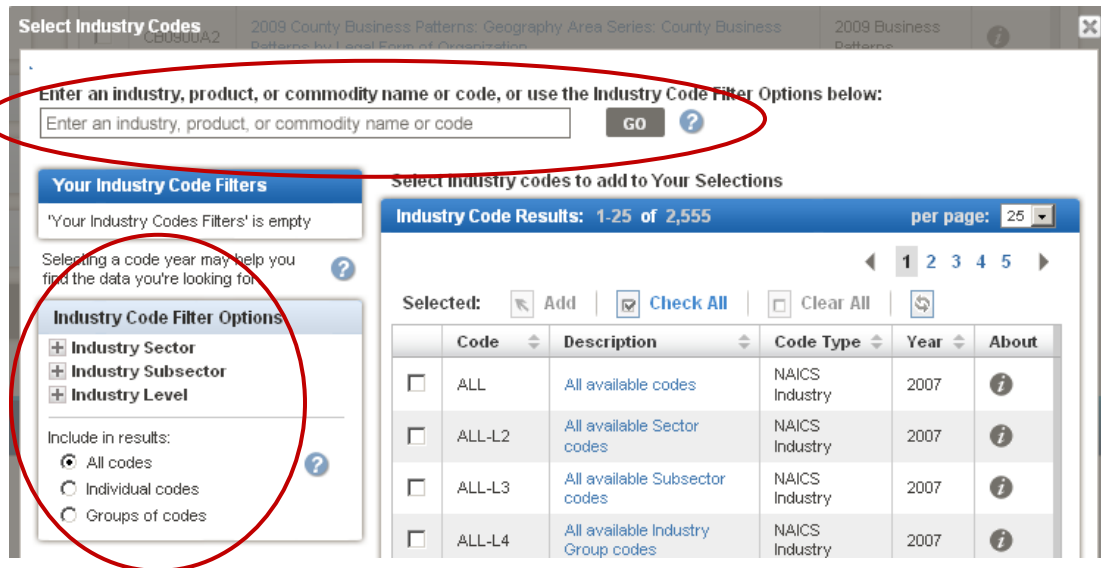 Select Industry Codes
CB0900A2
2009 County Business Patterns: Geography Area Series: County Business
Patterns by Legal Form of Organization
2009 Business
Patterns
Enter an industry, product, or commodity name or code, or use the Industry Code Filter Options below:
Enter an industry, product, or commodity name or code
GO
Your Industry Code Filters
'Your Industry Codes Filters' is empty
Selecting a code year may help you
find the data you're looking for
Industry Code Filter Options
Industry Sector
Industry Subsector
Industry Level
Include in results:
All codes
Individual codes
Groups of codes
Select industry codes to add to Your Selections
Industry Code Results: 1-25 of 2,555 per page: 25
1 2 3 4 5
Selected: Add Check All Clear All
Code Description Code Type Year About
ALL All available codes NAICS Industry 2007
ALL-L2 All available Sector codes NAICS Industry 2007
ALL-L3 All available Subsector codes NAICS Industry 2007
ALL-L4 All available Industry Group codes NAICS Industry 2007